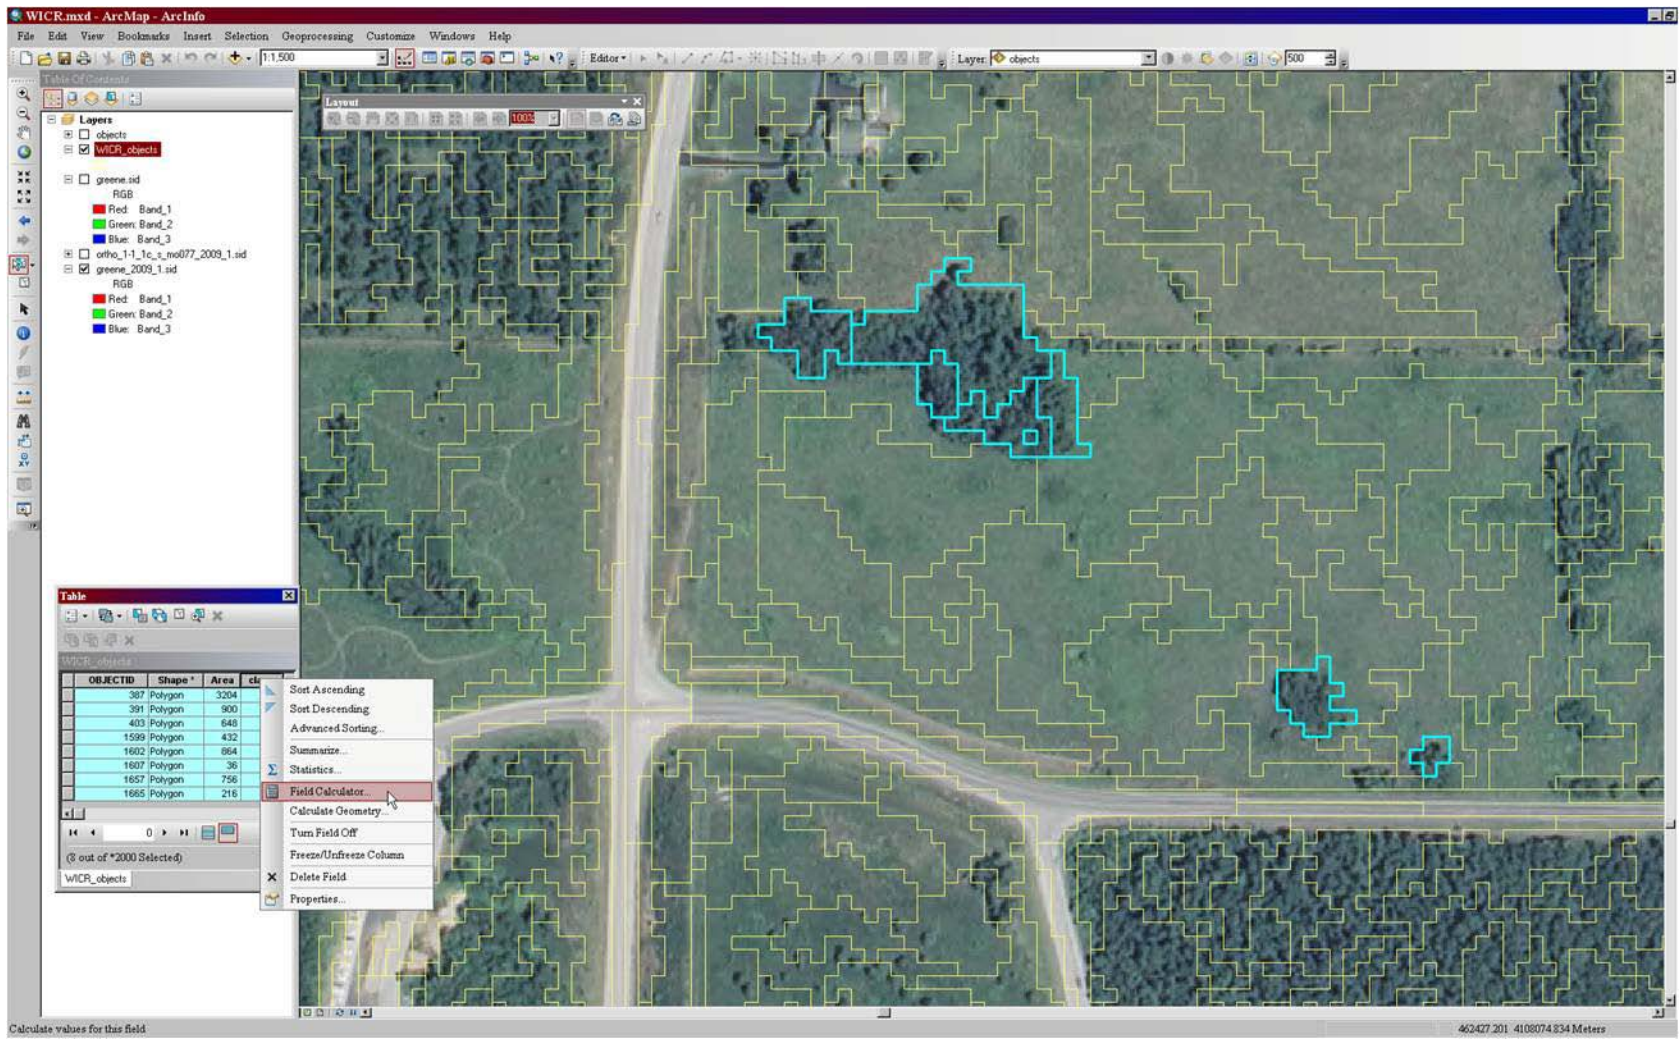 WICR.mxd - ArcMap - ArcInfo
File Edit View Bookmarks Insert Selection Geoprocessing Customize Windows Help
1:1,500 Editor Layer: objects 500
Table Of Contents
Layout
100%
Layers
objects
WICR_objects
greene.sid
RGB
Red: Band_1
Green: Band_2
Blue: Band_3
ortho_1-1_1c_s_mo077_2009_1.sid
greene_2009_1.sid
RGB
Red: Band_1
Green: Band_2
Blue: Band_3
Table
WICR_objects
OBJECTID Shape * Area
387 Polygon 3204
391 Polygon 900
403 Polygon 648
1599 Polygon 432
1602 Polygon 864
1607 Polygon 36
1657 Polygon 756
1665 Polygon 216
0
(8 out of *2000 Selected)
WICR_objects
Sort Ascending
Sort Descending
Advanced Sorting...
Summarize...
Statistics...
Field Calculator...
Calculate Geometry...
Turn Field Off
Freeze/Unfreeze Column
Delete Field
Properties...
Calculate values for this field
462427.201 4108074.834 Meters